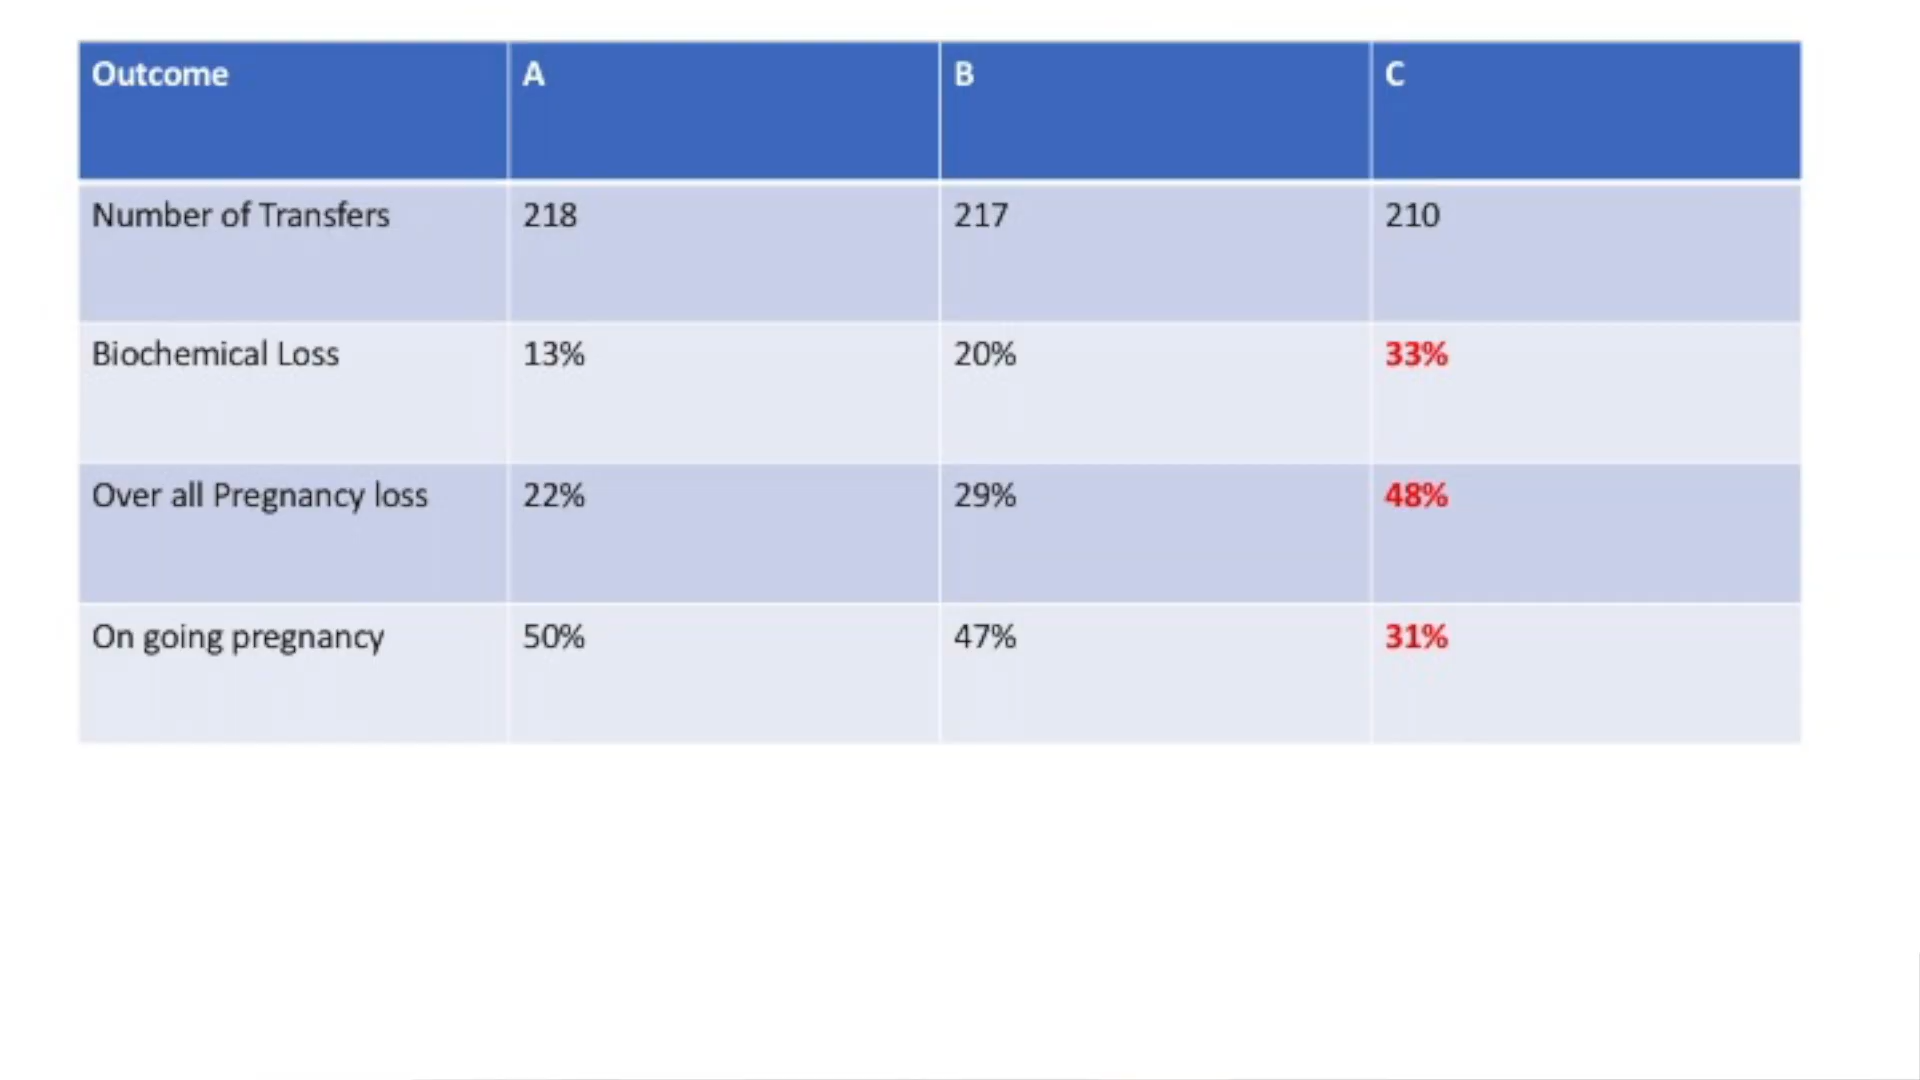 Outcome A B C
Number of Transfers 218 217 210
Biochemical Loss 13% 20% 33%
Over all Pregnancy loss 22% 29% 48%
On going pregnancy 50% 47% 31%